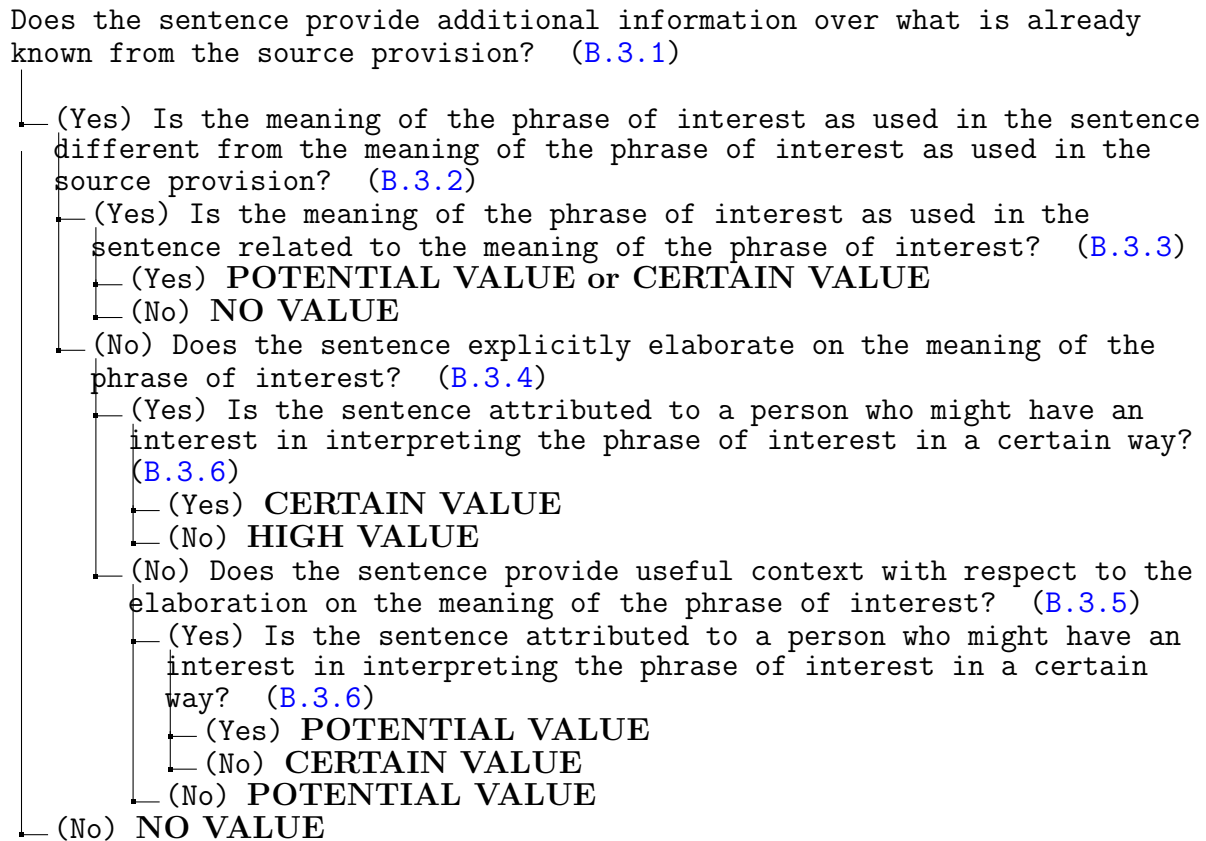 Does the sentence provide additional information over what is already
known from the source provision? (B.3.1)
(Yes) Is the meaning of the phrase of interest as used in the sentence
different from the meaning of the phrase of interest as used in the
source provision? (B.3.2)
(Yes) Is the meaning of the phrase of interest as used in the
sentence related to the meaning of the phrase of interest? (B.3.3)
(Yes) POTENTIAL VALUE or CERTAIN VALUE
(No) NO VALUE
(No) Does the sentence explicitly elaborate on the meaning of the
phrase of interest? (B.3.4)
(Yes) Is the sentence attributed to a person who might have an
interest in interpreting the phrase of interest in a certain way?
(B.3.6)
(Yes) CERTAIN VALUE
(No) HIGH VALUE
(No) Does the sentence provide useful context with respect to the
elaboration on the meaning of the phrase of interest? (B.3.5)
(Yes) Is the sentence attributed to a person who might have an
interest in interpreting the phrase of interest in a certain
way? (B.3.6)
(Yes) POTENTIAL VALUE
(No) CERTAIN VALUE
(No) POTENTIAL VALUE
(No) NO VALUE